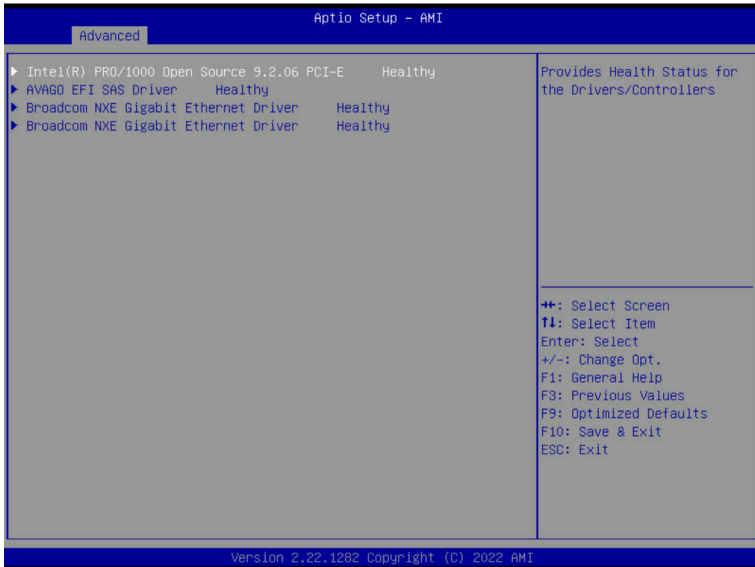 Aptio Setup – AMI
Advanced
▶ Intel(R) PRO/1000 Open Source 9.2.06 PCI-E Healthy
▶ AVAGO EFI SAS Driver Healthy
▶ Broadcom NXE Gigabit Ethernet Driver Healthy
▶ Broadcom NXE Gigabit Ethernet Driver Healthy
Provides Health Status for
the Drivers/Controllers
→←: Select Screen
↑↓: Select Item
Enter: Select
+/-: Change Opt.
F1: General Help
F3: Previous Values
F9: Optimized Defaults
F10: Save & Exit
ESC: Exit
Version 2.22.1282 Copyright (C) 2022 AMI